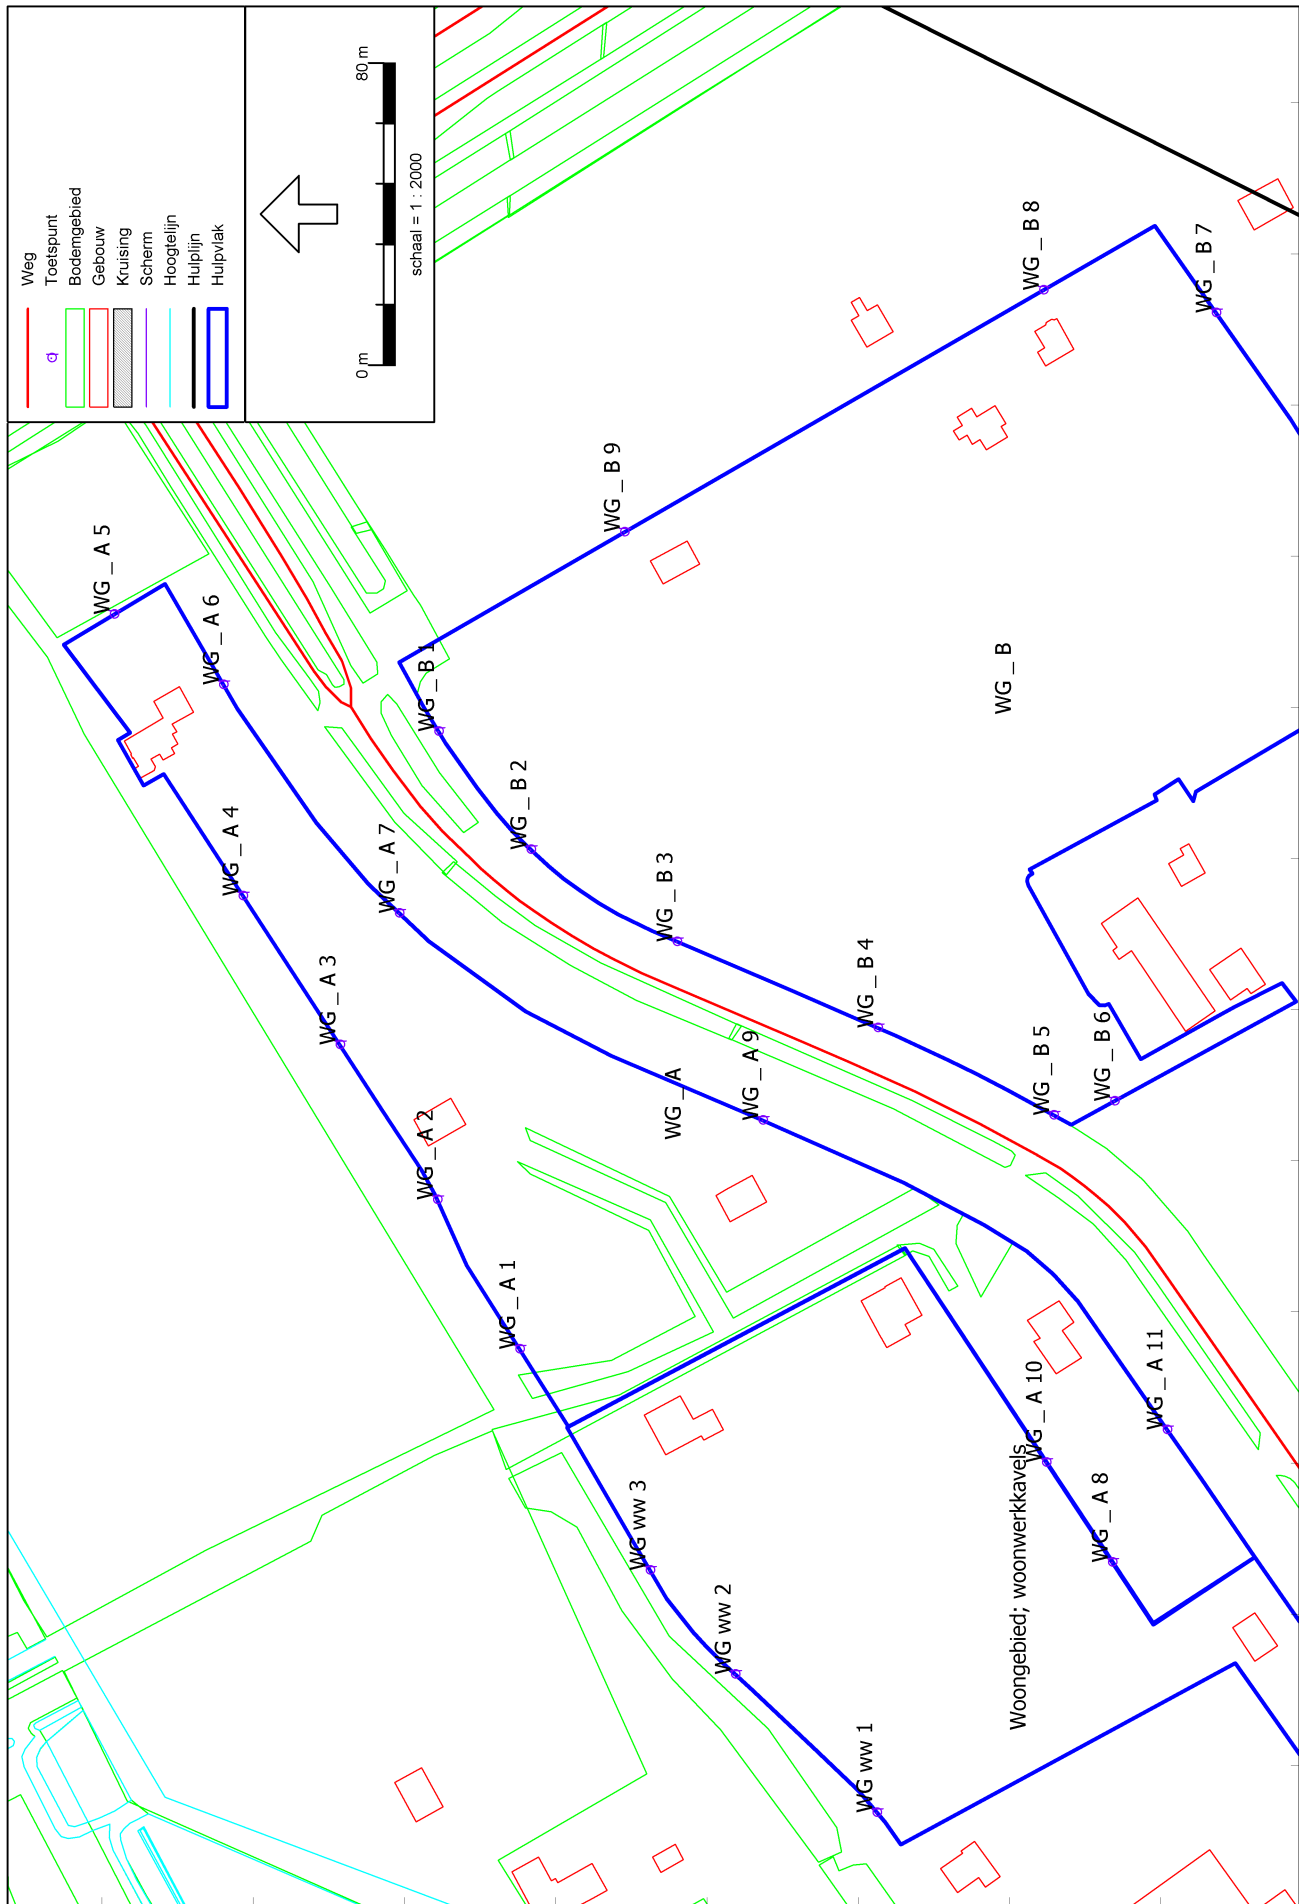 Weg
Toetspunt
Bodemgebied
Gebouw
Kruising
Scherm
Hoogtelijn
Hulplijn
Hulpvlak
0 m
80 m
schaal = 1 : 2000
WG _ A 5
WG _ A 6
WG _ A 4
WG _ A 7
WG _ A 3
WG _ A 2
WG _ A 1
WG _ A
WG _ A 9
WG _ A 10
WG _ A 11
WG _ A 8
WG _ B 1
WG _ B 2
WG _ B 3
WG _ B 4
WG _ B 5
WG _ B 6
WG _ B 7
WG _ B 8
WG _ B 9
WG _ B
WG ww 3
WG ww 2
WG ww 1
Woongebied; woonwerkkavels